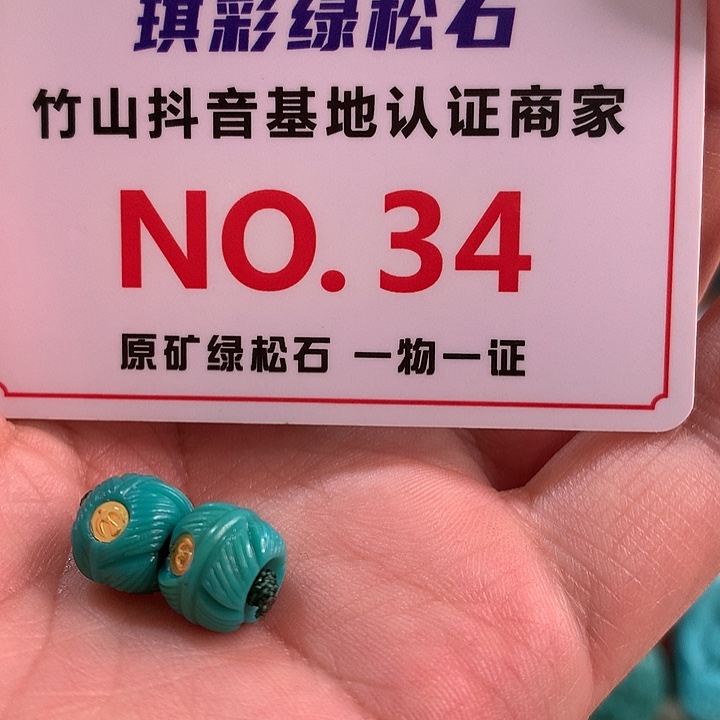 琪彩绿松石
竹山抖音基地认证商家
NO.34
原矿绿松石 一物一证